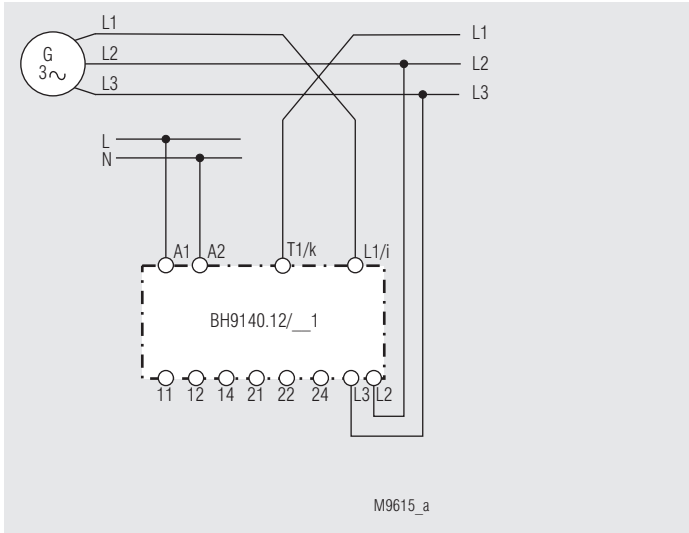 L1
L1
G
3~
L2
L2
L3
L3
L
N
A1 A2 T1/k L1/i
BH9140.12/__1
11 12 14 21 22 24 L3 L2
M9615_a